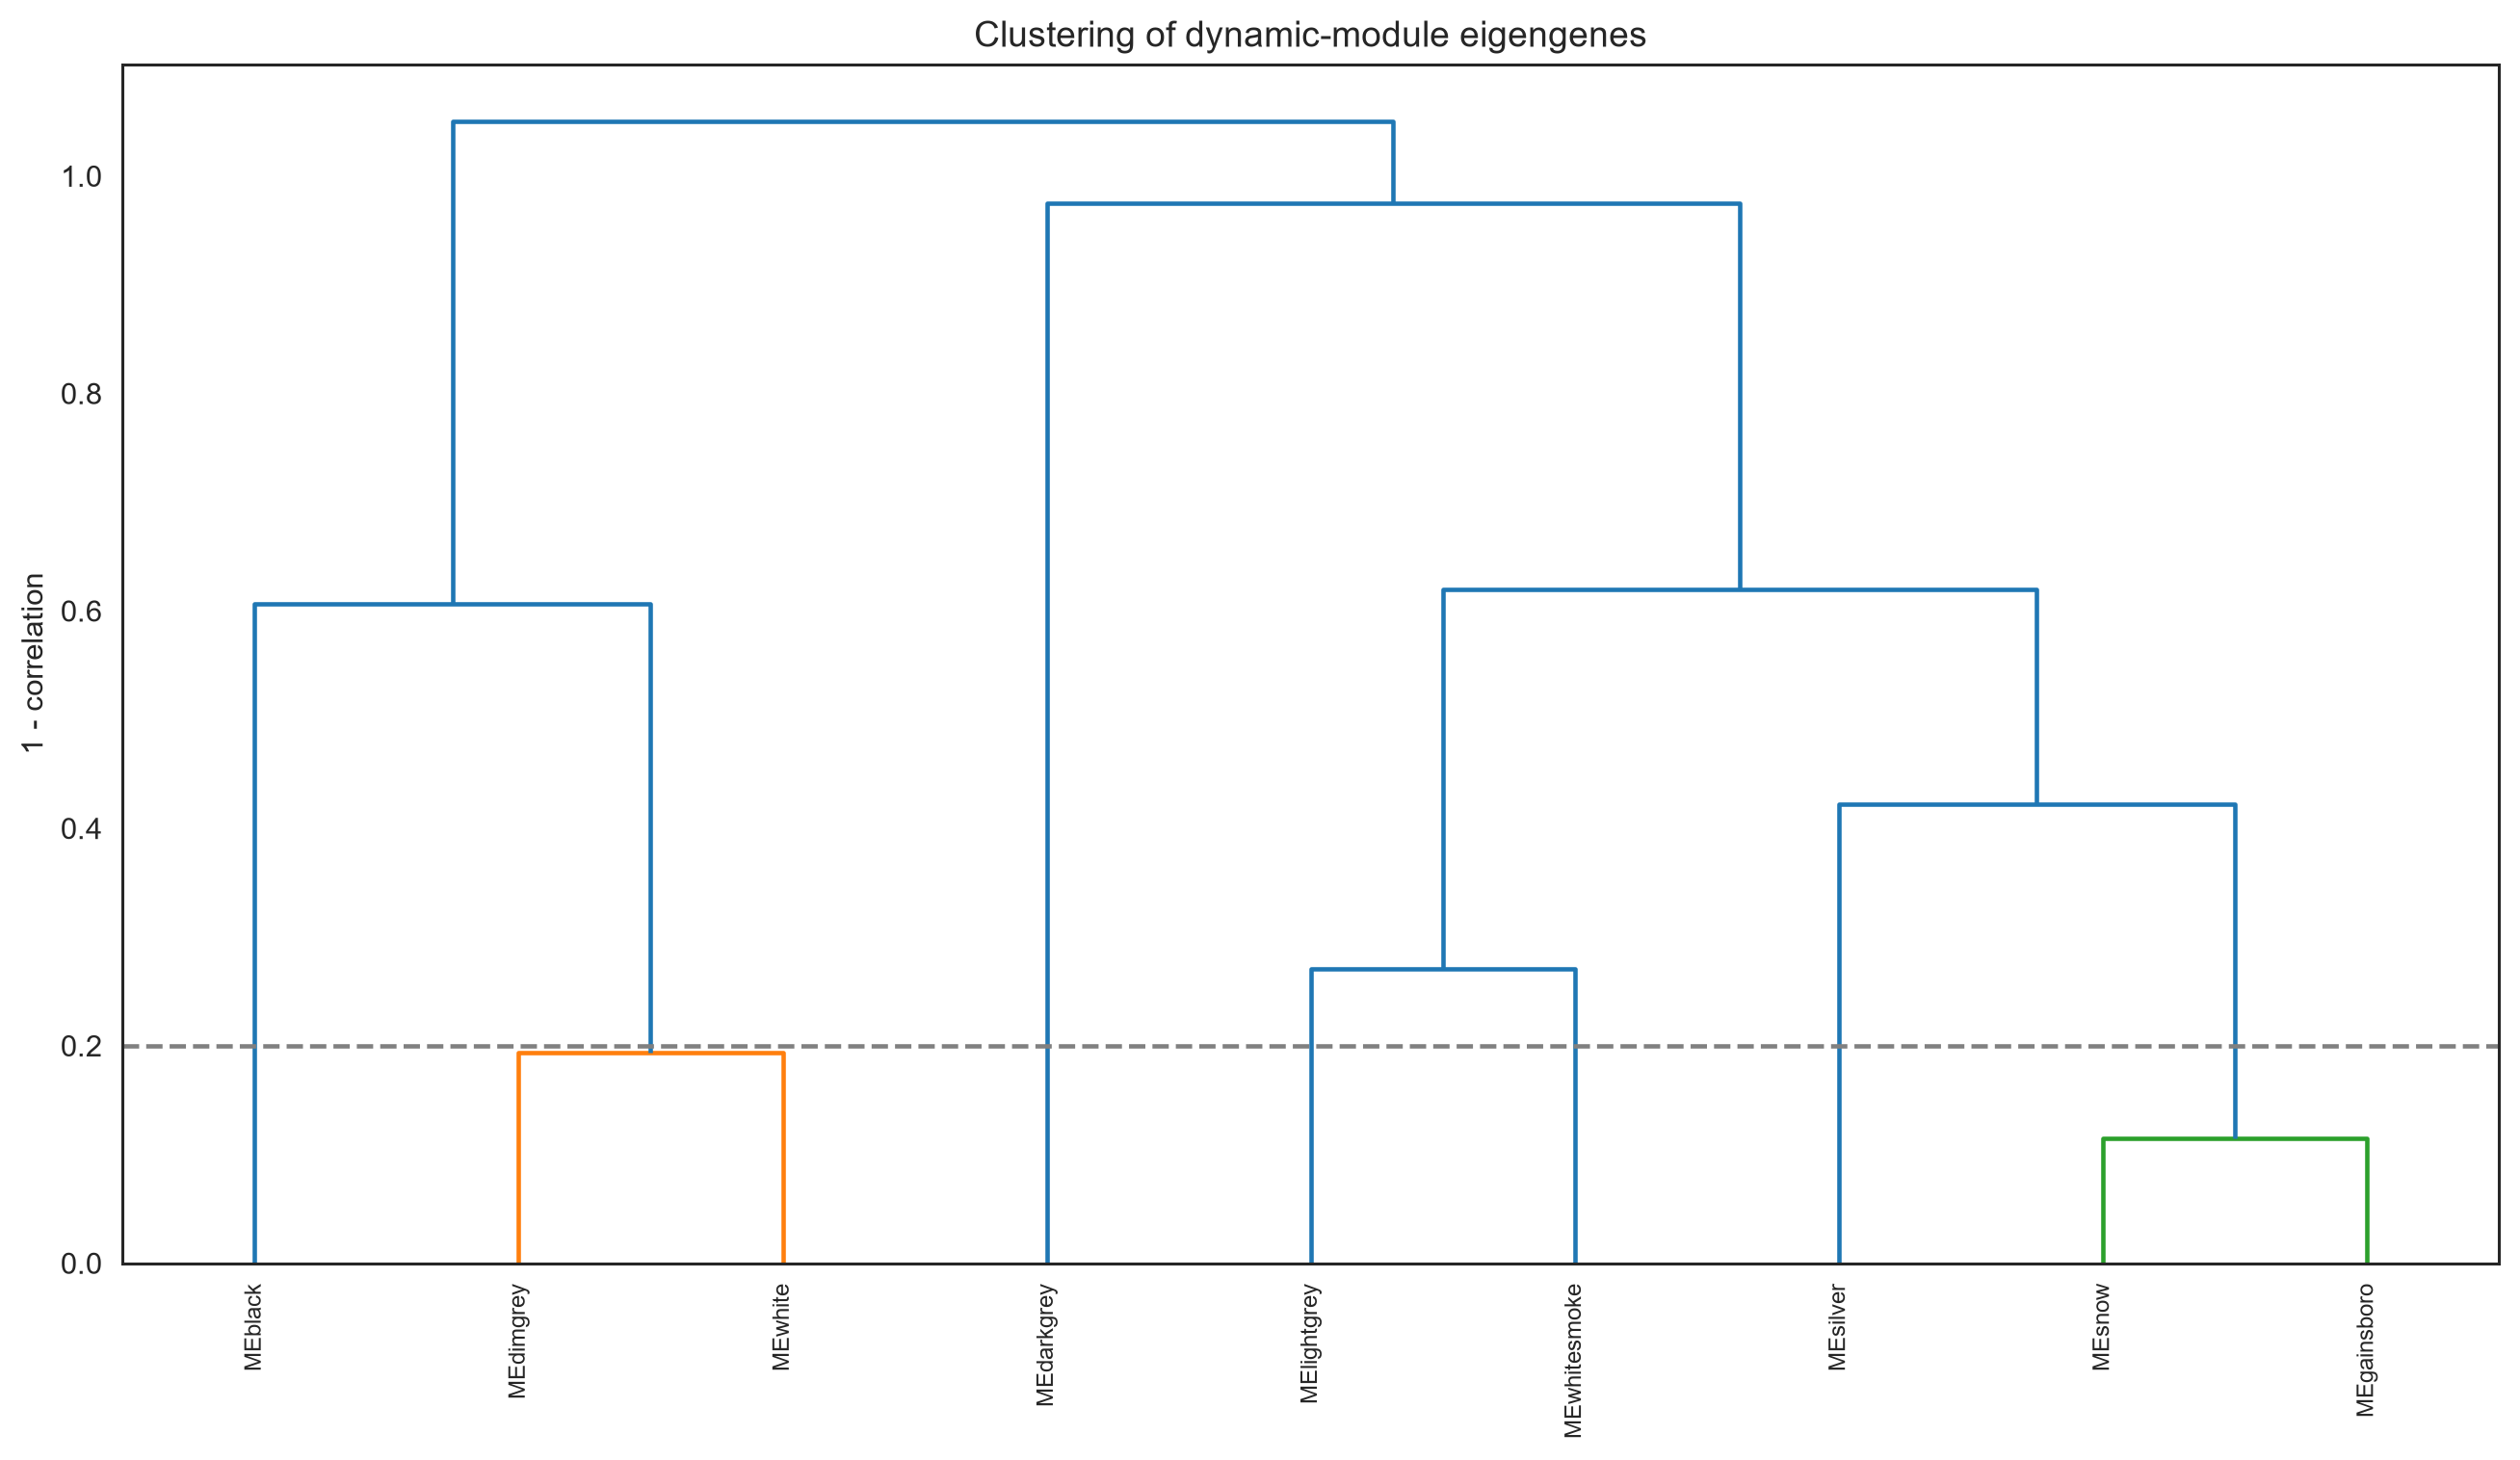 Clustering of dynamic-module eigengenes
1 - correlation
1.0
0.8
0.6
0.4
0.2
0.0
MEblack
MEdimgrey
MEwhite
MEdarkgrey
MElightgrey
MEwhitesmoke
MEsilver
MEsnow
MEgainsboro